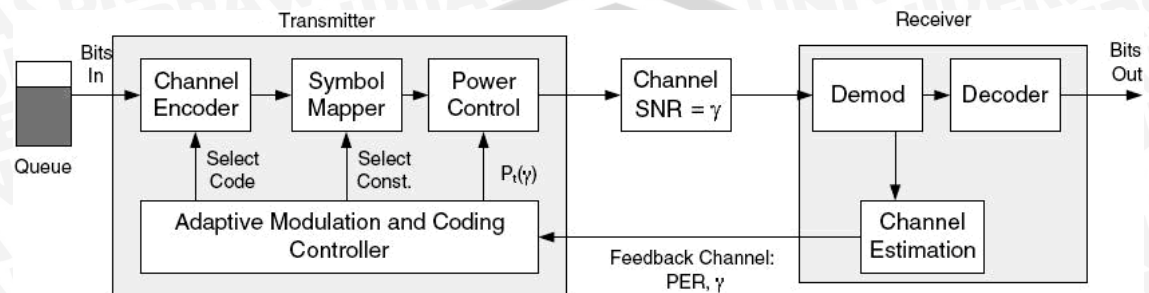 Transmitter
Receiver
Bits
In
Queue
Channel
Encoder
Symbol
Mapper
Power
Control
Channel
SNR = γ
Demod
Decoder
Bits
Out
Select
Code
Select
Const.
Pₜ(γ)
Adaptive Modulation and Coding
Controller
Channel
Estimation
Feedback Channel:
PER, γ